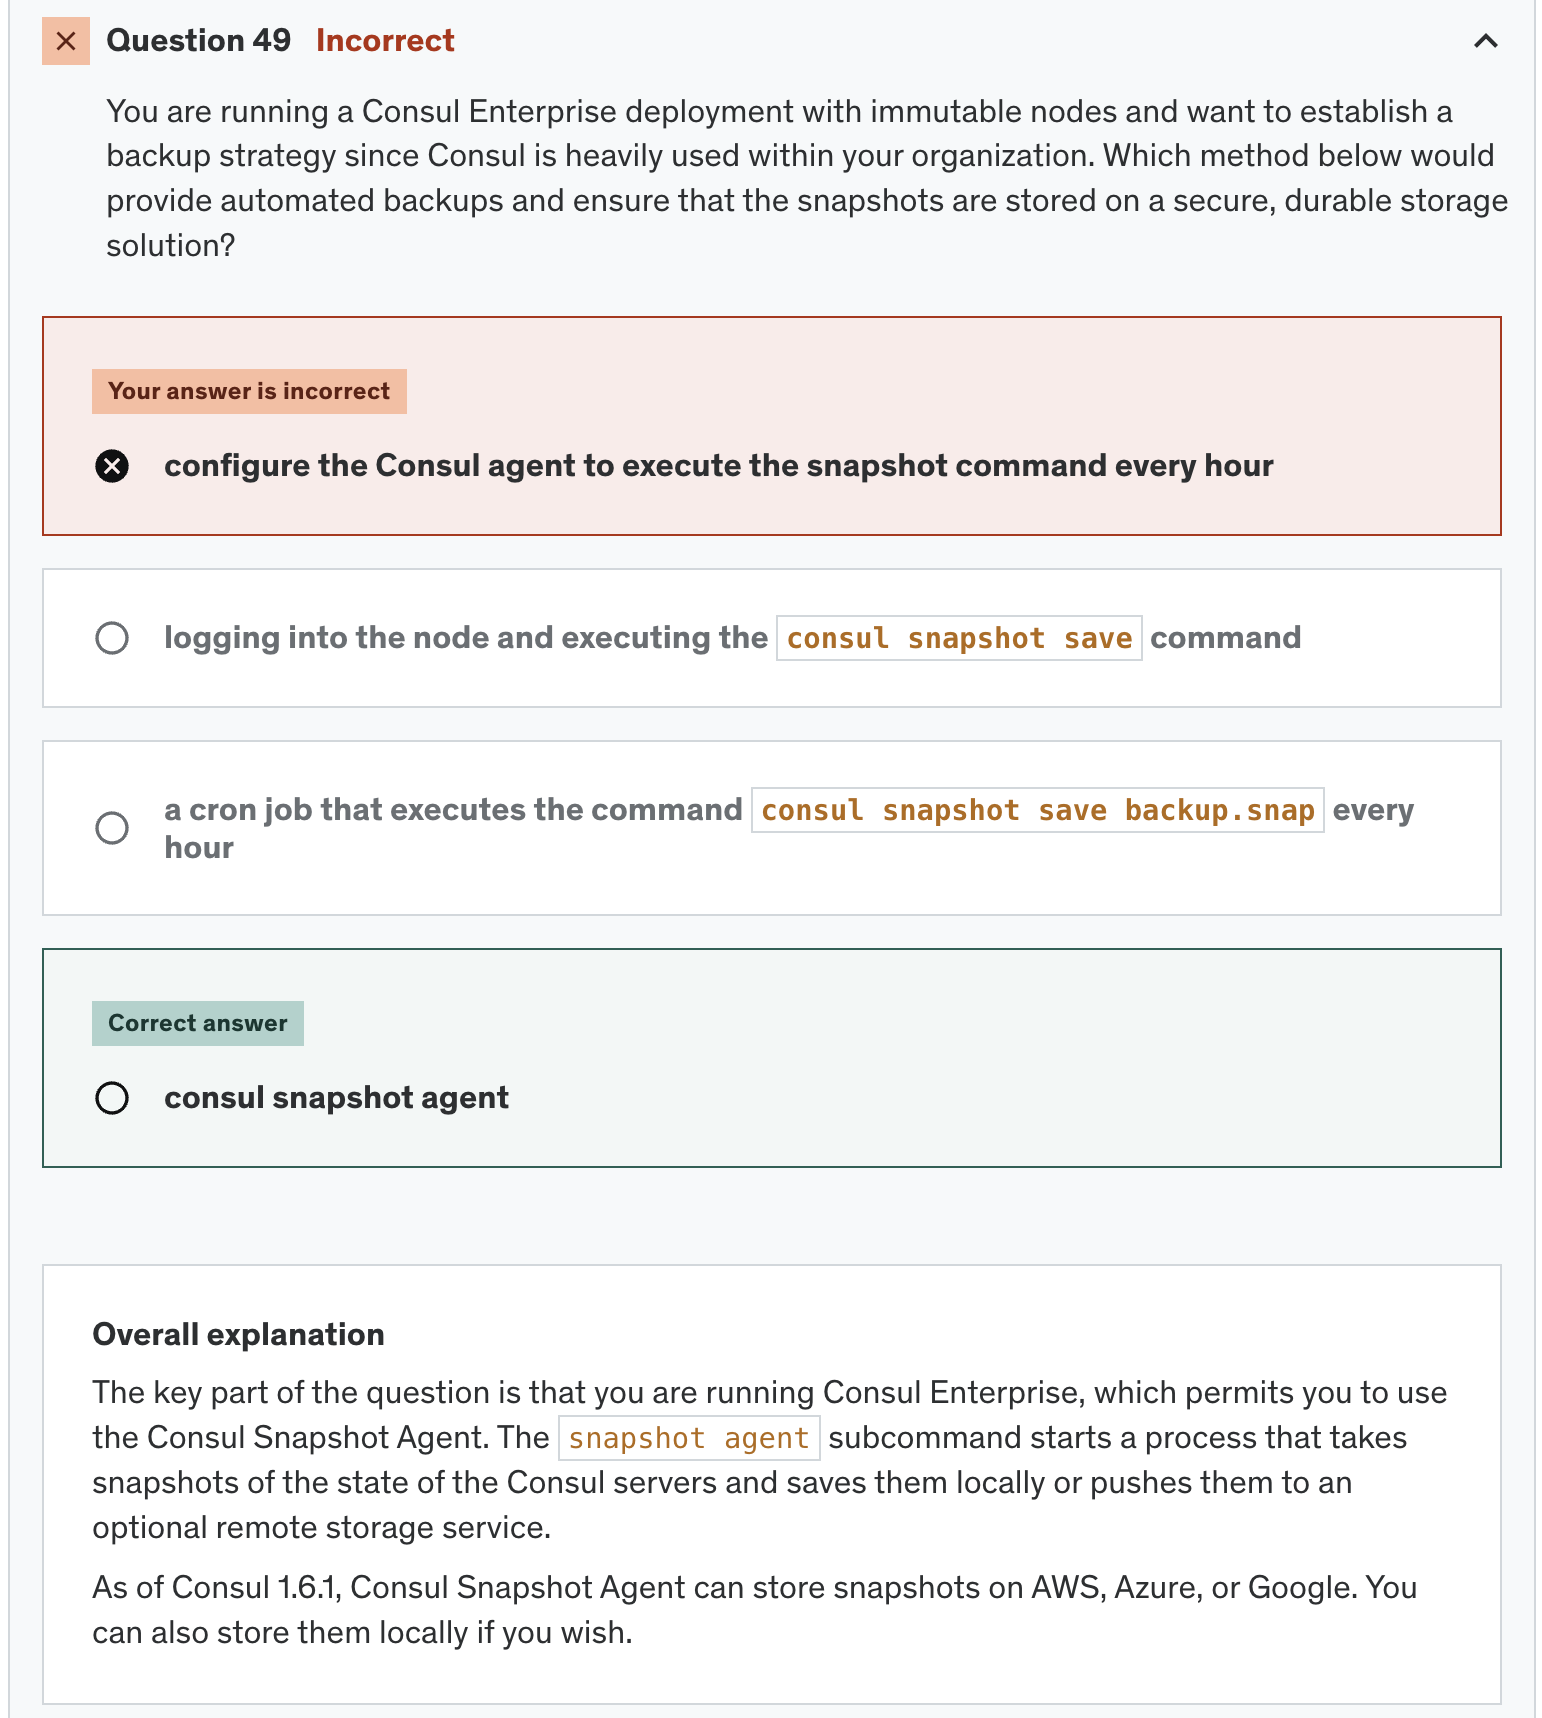 Question 49 Incorrect
You are running a Consul Enterprise deployment with immutable nodes and want to establish a
backup strategy since Consul is heavily used within your organization. Which method below would
provide automated backups and ensure that the snapshots are stored on a secure, durable storage
solution?
Your answer is incorrect
configure the Consul agent to execute the snapshot command every hour
logging into the node and executing the consul snapshot save command
a cron job that executes the command consul snapshot save backup.snap every
hour
Correct answer
consul snapshot agent
Overall explanation
The key part of the question is that you are running Consul Enterprise, which permits you to use
the Consul Snapshot Agent. The snapshot agent subcommand starts a process that takes
snapshots of the state of the Consul servers and saves them locally or pushes them to an
optional remote storage service.
As of Consul 1.6.1, Consul Snapshot Agent can store snapshots on AWS, Azure, or Google. You
can also store them locally if you wish.